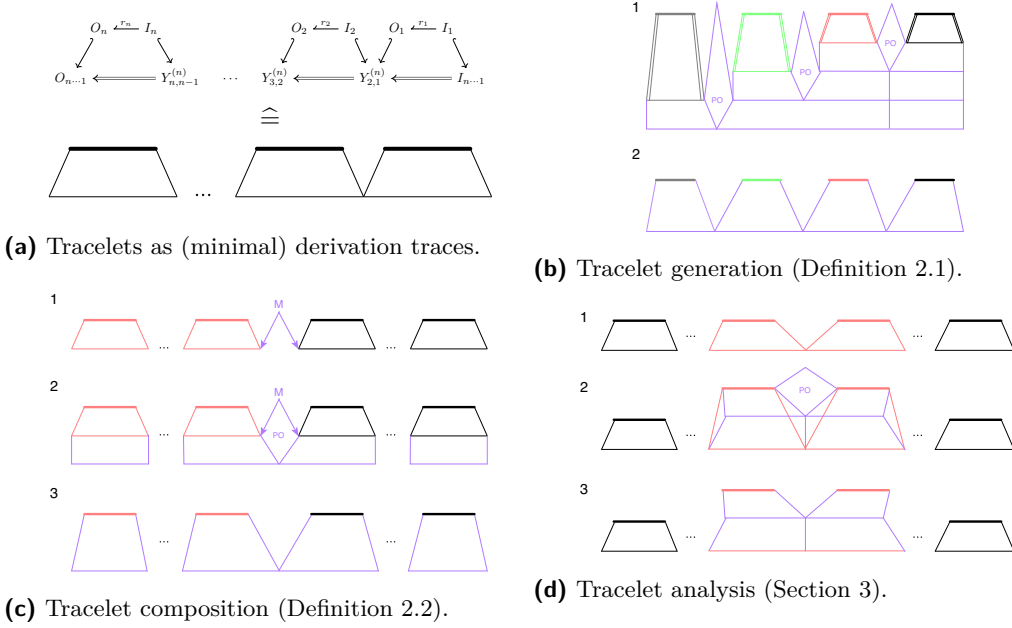 O_n r_n I_n O_2 r_2 I_2 O_1 r_1 I_1
O_{n⋯1} Y^{(n)}_{n,n−1} ⋯ Y^{(n)}_{3,2} Y^{(n)}_{2,1} I_{n⋯1}
≙
...
(a) Tracelets as (minimal) derivation traces.
1
PO
PO
PO
2
(b) Tracelet generation (Definition 2.1).
1
M
... ...
2
M
... PO ...
3
... ...
(c) Tracelet composition (Definition 2.2).
1
... ...
2
PO
... ...
3
... ...
(d) Tracelet analysis (Section 3).